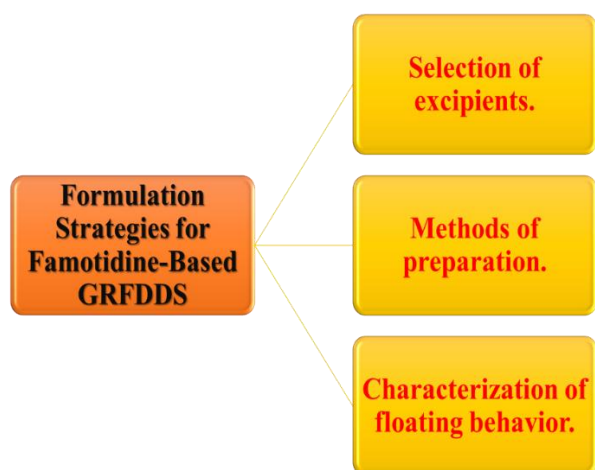 Formulation
Strategies for
Famotidine-Based
GRFDDS
Selection of
excipients.
Methods of
preparation.
Characterization of
floating behavior.